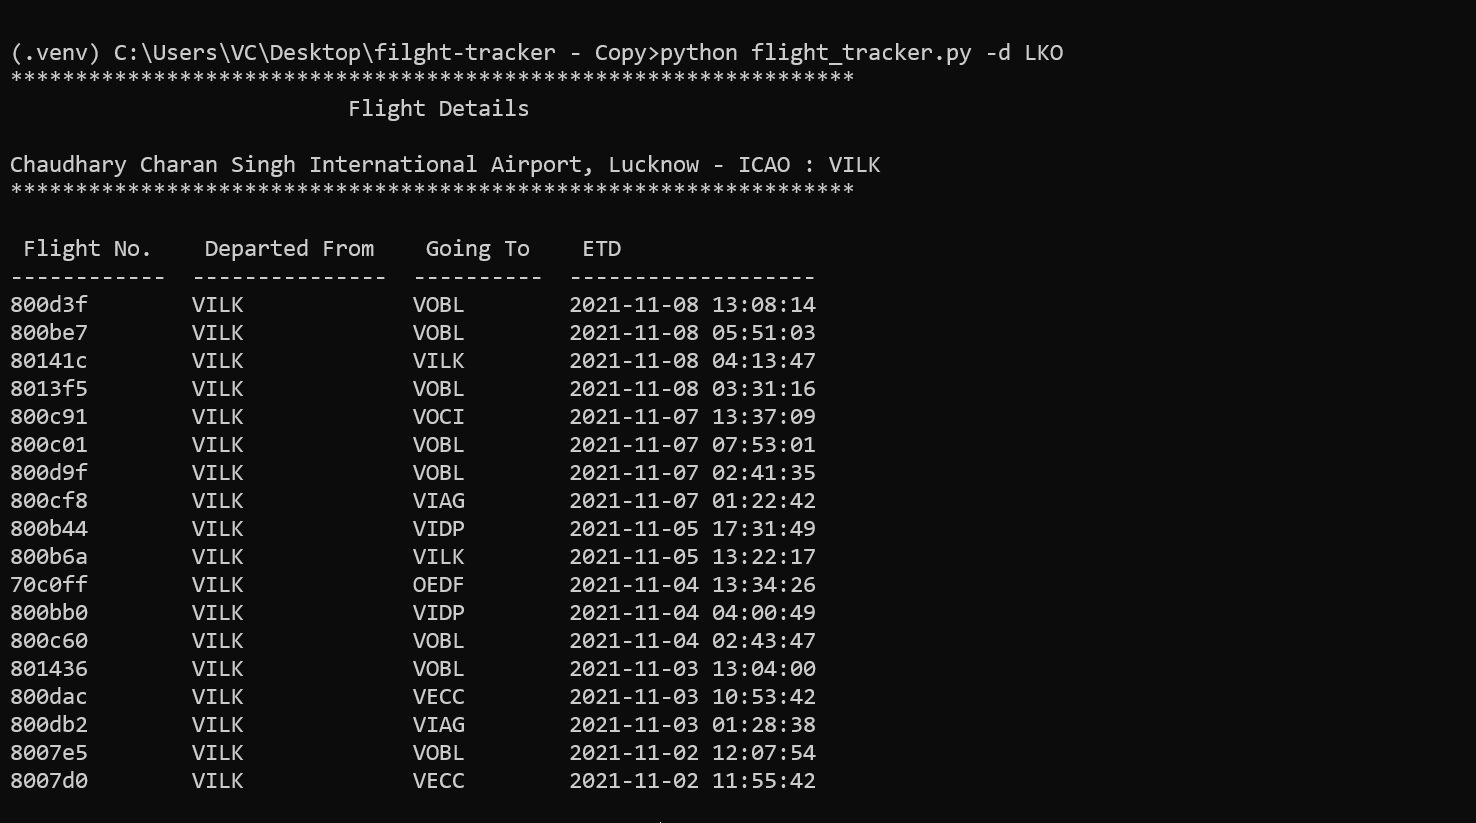 (.venv) C:\Users\VC\Desktop\filght-tracker - Copy>python flight_tracker.py -d LKO
*****************************************************************
Flight Details
Chaudhary Charan Singh International Airport, Lucknow - ICAO : VILK
*****************************************************************
Flight No. Departed From Going To ETD
------------ --------------- ---------- -------------------
800d3f VILK VOBL 2021-11-08 13:08:14
800be7 VILK VOBL 2021-11-08 05:51:03
80141c VILK VILK 2021-11-08 04:13:47
8013f5 VILK VOBL 2021-11-08 03:31:16
800c91 VILK VOCI 2021-11-07 13:37:09
800c01 VILK VOBL 2021-11-07 07:53:01
800d9f VILK VOBL 2021-11-07 02:41:35
800cf8 VILK VIAG 2021-11-07 01:22:42
800b44 VILK VIDP 2021-11-05 17:31:49
800b6a VILK VILK 2021-11-05 13:22:17
70c0ff VILK OEDF 2021-11-04 13:34:26
800bb0 VILK VIDP 2021-11-04 04:00:49
800c60 VILK VOBL 2021-11-04 02:43:47
801436 VILK VOBL 2021-11-03 13:04:00
800dac VILK VECC 2021-11-03 10:53:42
800db2 VILK VIAG 2021-11-03 01:28:38
8007e5 VILK VOBL 2021-11-02 12:07:54
8007d0 VILK VECC 2021-11-02 11:55:42